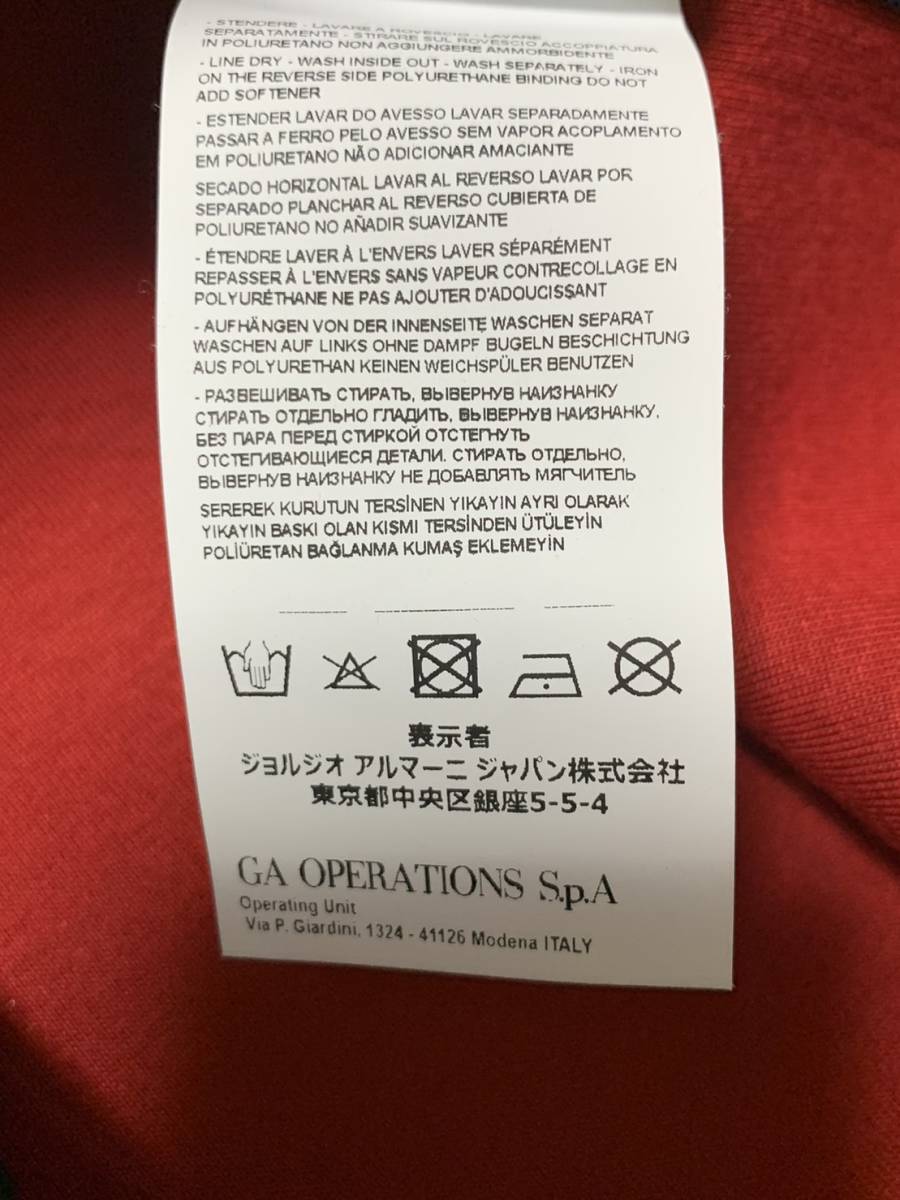 - STENDERE - LAVARE A ROVESCIO - LAVARE
SEPARATAMENTE - STIRARE SUL ROVESCIO ACCOPPIATURA
IN POLIURETANO NON AGGIUNGERE AMMORBIDENTE
- LINE DRY - WASH INSIDE OUT - WASH SEPARATELY - IRON
ON THE REVERSE SIDE POLYURETHANE BINDING DO NOT
ADD SOFTENER
- ESTENDER LAVAR DO AVESSO LAVAR SEPARADAMENTE
PASSAR A FERRO PELO AVESSO SEM VAPOR ACOPLAMENTO
EM POLIURETANO NÃO ADICIONAR AMACIANTE
SECADO HORIZONTAL LAVAR AL REVERSO LAVAR POR
SEPARADO PLANCHAR AL REVERSO CUBIERTA DE
POLIURETANO NO AÑADIR SUAVIZANTE
- ÉTENDRE LAVER À L'ENVERS LAVER SÉPARÉMENT
REPASSER À L'ENVERS SANS VAPEUR CONTRECOLLAGE EN
POLYURÉTHANE NE PAS AJOUTER D'ADOUCISSANT
- AUFHÄNGEN VON DER INNENSEITE WASCHEN SEPARAT
WASCHEN AUF LINKS OHNE DAMPF BUGELN BESCHICHTUNG
AUS POLYURETHAN KEINEN WEICHSPÜLER BENUTZEN
- РАЗВЕШИВАТЬ СТИРАТЬ, ВЫВЕРНУВ НАИЗНАНКУ
СТИРАТЬ ОТДЕЛЬНО ГЛАДИТЬ, ВЫВЕРНУВ НАИЗНАНКУ,
БЕЗ ПАРА ПЕРЕД СТИРКОЙ ОТСТЕГНУТЬ
ОТСТЕГИВАЮЩИЕСЯ ДЕТАЛИ. СТИРАТЬ ОТДЕЛЬНО,
ВЫВЕРНУВ НАИЗНАНКУ НЕ ДОБАВЛЯТЬ МЯГЧИТЕЛЬ
SEREREK KURUTUN TERSİNEN YIKAYIN AYRI OLARAK
YIKAYIN BASKI OLAN KISMI TERSİNDEN ÜTÜLEYİN
POLİÜRETAN BAĞLANMA KUMAŞ EKLEMEYİN
表示者
ジョルジオ アルマーニ ジャパン株式会社
東京都中央区銀座5-5-4
GA OPERATIONS S.p.A
Operating Unit
Via P. Giardini, 1324 - 41126 Modena ITALY